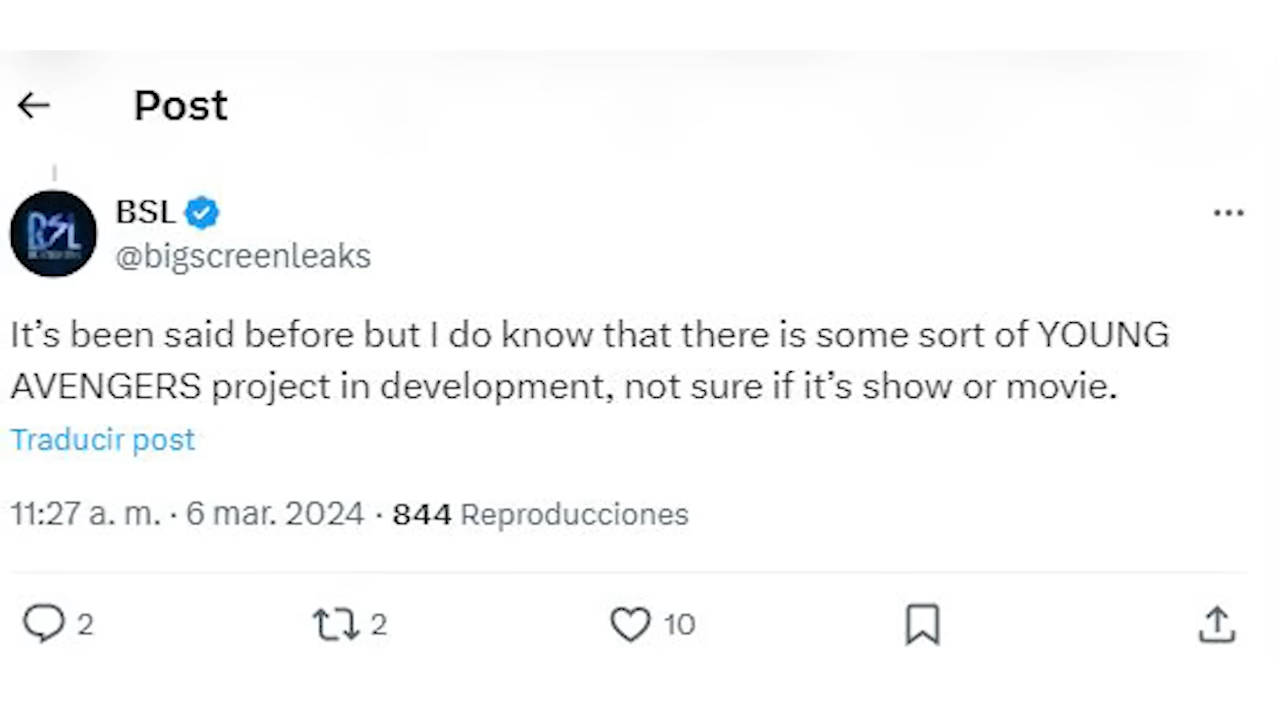 Post
BSL
@bigscreenleaks
It’s been said before but I do know that there is some sort of YOUNG
AVENGERS project in development, not sure if it’s show or movie.
Traducir post
11:27 a. m. · 6 mar. 2024 · 844 Reproducciones
2 2 10